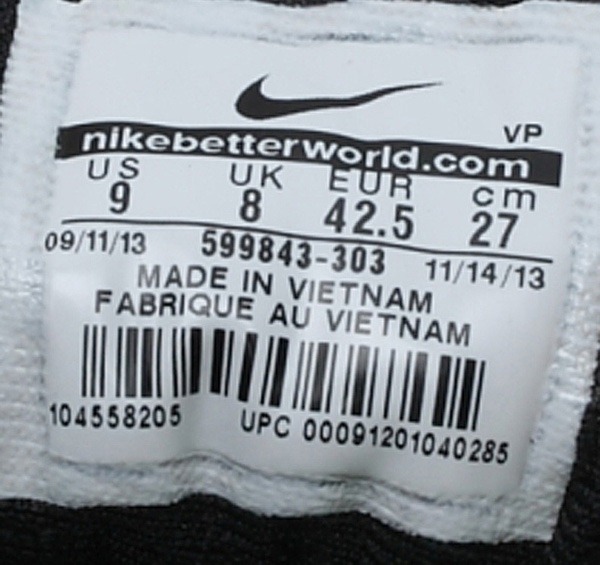 VP
nikebetterworld.com
US UK EUR cm
9 8 42.5 27
09/11/13 599843-303 11/14/13
MADE IN VIETNAM
FABRIQUE AU VIETNAM
104558205 UPC 00091201040285